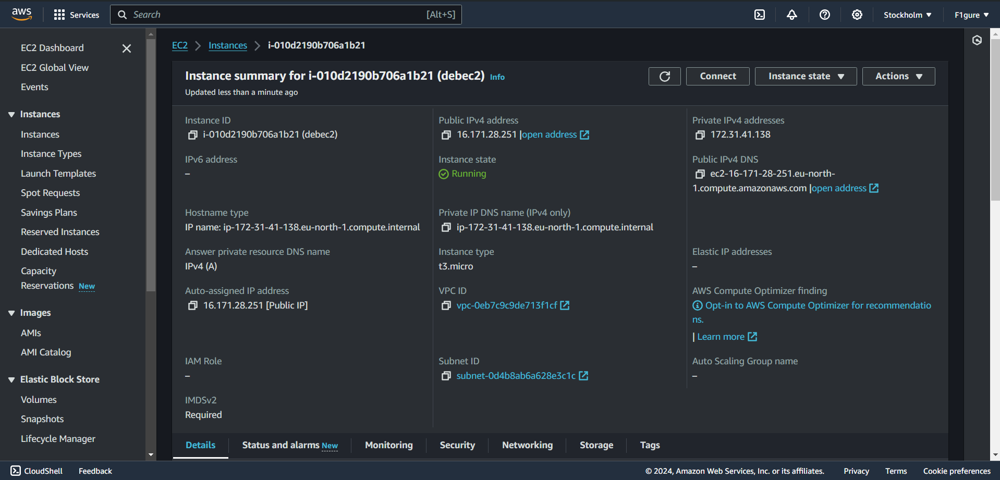 aws
Services
Search
[Alt+S]
Stockholm
F1gure
EC2 Dashboard
EC2 Global View
Events
Instances
Instances
Instance Types
Launch Templates
Spot Requests
Savings Plans
Reserved Instances
Dedicated Hosts
Capacity
Reservations New
Images
AMIs
AMI Catalog
Elastic Block Store
Volumes
Snapshots
Lifecycle Manager
EC2
Instances
i-010d2190b706a1b21
Instance summary for i-010d2190b706a1b21 (debec2) Info
Updated less than a minute ago
Connect
Instance state
Actions
Instance ID
i-010d2190b706a1b21 (debec2)
Public IPv4 address
16.171.28.251 |open address
Private IPv4 addresses
172.31.41.138
IPv6 address
–
Instance state
Running
Public IPv4 DNS
ec2-16-171-28-251.eu-north-
1.compute.amazonaws.com |open address
Hostname type
IP name: ip-172-31-41-138.eu-north-1.compute.internal
Private IP DNS name (IPv4 only)
ip-172-31-41-138.eu-north-1.compute.internal
Answer private resource DNS name
IPv4 (A)
Instance type
t3.micro
Elastic IP addresses
–
Auto-assigned IP address
16.171.28.251 [Public IP]
VPC ID
vpc-0eb7c9c9de713f1cf
AWS Compute Optimizer finding
Opt-in to AWS Compute Optimizer for recommendatio
ns.
| Learn more
IAM Role
–
Subnet ID
subnet-0d4b8ab6a628e3c1c
Auto Scaling Group name
–
IMDSv2
Required
Details
Status and alarms New
Monitoring
Security
Networking
Storage
Tags
CloudShell
Feedback
© 2024, Amazon Web Services, Inc. or its affiliates.
Privacy
Terms
Cookie preferences